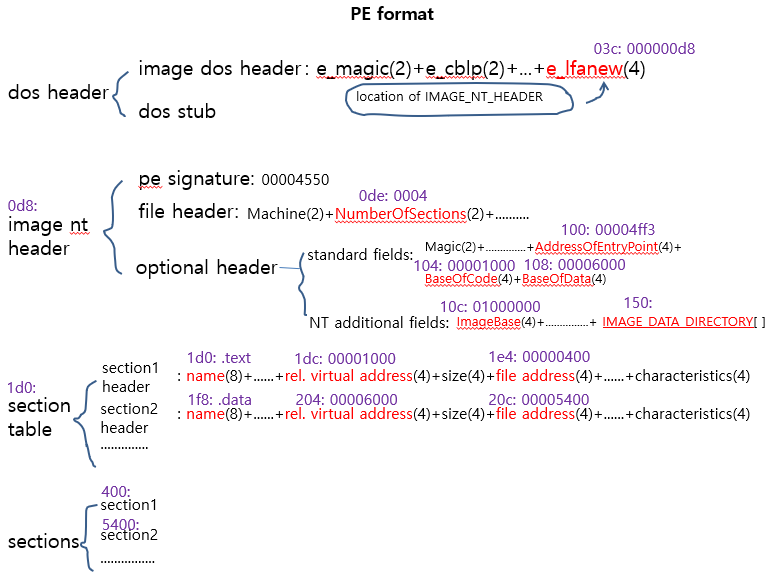 PE format
03c: 000000d8
image dos header : e_magic(2)+e_cblp(2)+...+e_lfanew(4)
dos header
location of IMAGE_NT_HEADER
dos stub
pe signature: 00004550
0d8:
0de: 0004
file header: Machine(2)+NumberOfSections(2)+..........
image nt
header
100: 00004ff3
standard fields: Magic(2)+..............+AddressOfEntryPoint(4)+
optional header
104: 00001000 108: 00006000
BaseOfCode(4)+BaseOfData(4)
10c: 01000000 150:
NT additional fields: ImageBase(4)+...............+ IMAGE_DATA_DIRECTORY[ ]
1d0: .text 1dc: 00001000 1e4: 00000400
section1
header
: name(8)+......+rel. virtual address(4)+size(4)+file address(4)+......+characteristics(4)
1d0:
section
table
1f8: .data 204: 00006000 20c: 00005400
section2
header
: name(8)+......+rel. virtual address(4)+size(4)+file address(4)+......+characteristics(4)
..............
400:
section1
5400:
section2
sections
................